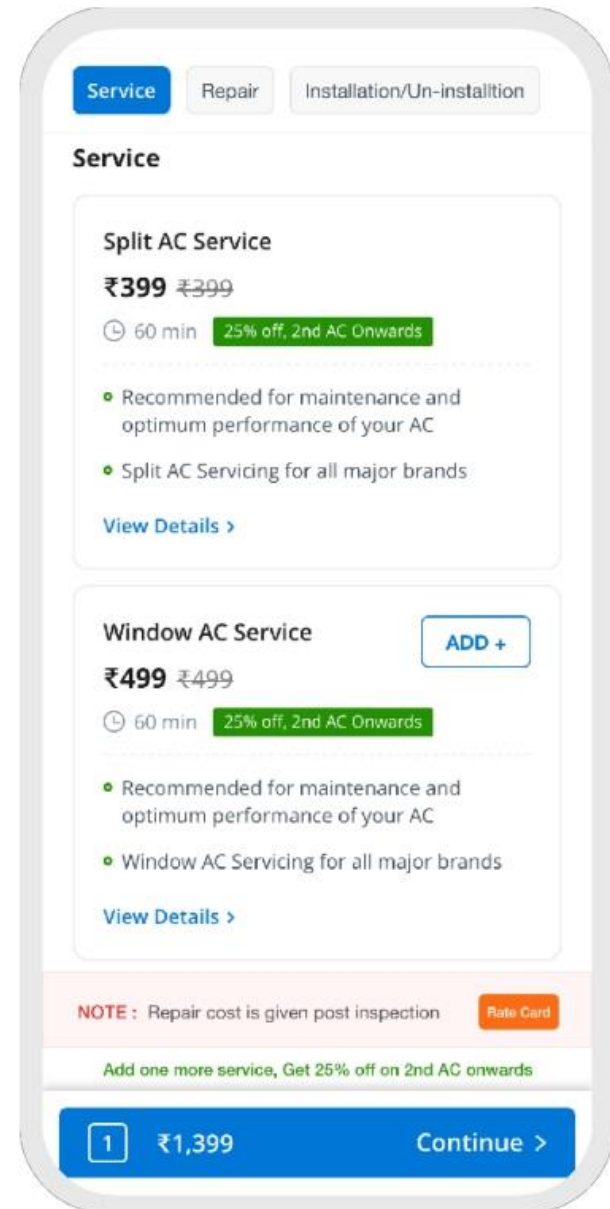 Service Repair Installation/Un-installtion
Service
Split AC Service
₹399 ₹399
60 min 25% off, 2nd AC Onwards
Recommended for maintenance and
optimum performance of your AC
Split AC Servicing for all major brands
View Details >
Window AC Service ADD +
₹499 ₹499
60 min 25% off, 2nd AC Onwards
Recommended for maintenance and
optimum performance of your AC
Window AC Servicing for all major brands
View Details >
NOTE : Repair cost is given post inspection Rate Card
Add one more service, Get 25% off on 2nd AC onwards
1 ₹1,399 Continue >